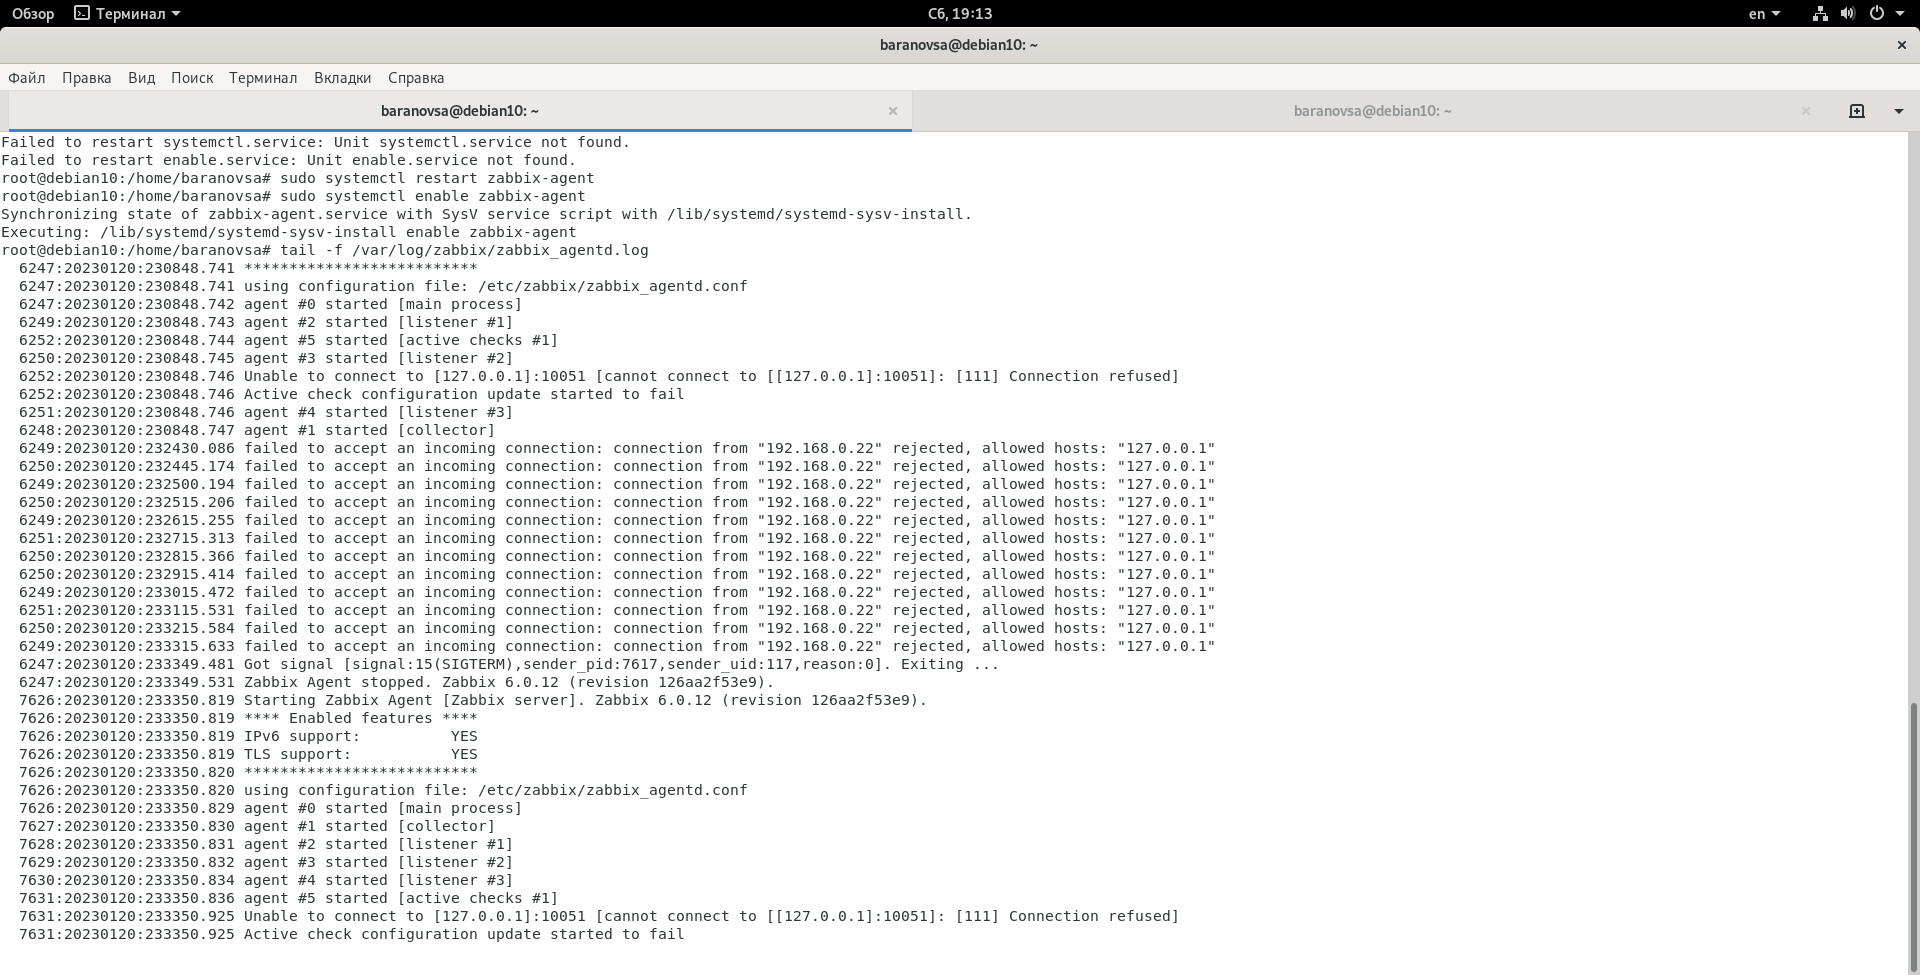 Обзор Терминал Сб, 19:13 en
baranovsa@debian10: ~
Файл Правка Вид Поиск Терминал Вкладки Справка
baranovsa@debian10: ~ baranovsa@debian10: ~
Failed to restart systemctl.service: Unit systemctl.service not found.
Failed to restart enable.service: Unit enable.service not found.
root@debian10:/home/baranovsa# sudo systemctl restart zabbix-agent
root@debian10:/home/baranovsa# sudo systemctl enable zabbix-agent
Synchronizing state of zabbix-agent.service with SysV service script with /lib/systemd/systemd-sysv-install.
Executing: /lib/systemd/systemd-sysv-install enable zabbix-agent
root@debian10:/home/baranovsa# tail -f /var/log/zabbix/zabbix_agentd.log
6247:20230120:230848.741 **************************
6247:20230120:230848.741 using configuration file: /etc/zabbix/zabbix_agentd.conf
6247:20230120:230848.742 agent #0 started [main process]
6249:20230120:230848.743 agent #2 started [listener #1]
6252:20230120:230848.744 agent #5 started [active checks #1]
6250:20230120:230848.745 agent #3 started [listener #2]
6252:20230120:230848.746 Unable to connect to [127.0.0.1]:10051 [cannot connect to [[127.0.0.1]:10051]: [111] Connection refused]
6252:20230120:230848.746 Active check configuration update started to fail
6251:20230120:230848.746 agent #4 started [listener #3]
6248:20230120:230848.747 agent #1 started [collector]
6249:20230120:232430.086 failed to accept an incoming connection: connection from "192.168.0.22" rejected, allowed hosts: "127.0.0.1"
6250:20230120:232445.174 failed to accept an incoming connection: connection from "192.168.0.22" rejected, allowed hosts: "127.0.0.1"
6249:20230120:232500.194 failed to accept an incoming connection: connection from "192.168.0.22" rejected, allowed hosts: "127.0.0.1"
6250:20230120:232515.206 failed to accept an incoming connection: connection from "192.168.0.22" rejected, allowed hosts: "127.0.0.1"
6249:20230120:232615.255 failed to accept an incoming connection: connection from "192.168.0.22" rejected, allowed hosts: "127.0.0.1"
6251:20230120:232715.313 failed to accept an incoming connection: connection from "192.168.0.22" rejected, allowed hosts: "127.0.0.1"
6250:20230120:232815.366 failed to accept an incoming connection: connection from "192.168.0.22" rejected, allowed hosts: "127.0.0.1"
6250:20230120:232915.414 failed to accept an incoming connection: connection from "192.168.0.22" rejected, allowed hosts: "127.0.0.1"
6249:20230120:233015.472 failed to accept an incoming connection: connection from "192.168.0.22" rejected, allowed hosts: "127.0.0.1"
6251:20230120:233115.531 failed to accept an incoming connection: connection from "192.168.0.22" rejected, allowed hosts: "127.0.0.1"
6250:20230120:233215.584 failed to accept an incoming connection: connection from "192.168.0.22" rejected, allowed hosts: "127.0.0.1"
6249:20230120:233315.633 failed to accept an incoming connection: connection from "192.168.0.22" rejected, allowed hosts: "127.0.0.1"
6247:20230120:233349.481 Got signal [signal:15(SIGTERM),sender_pid:7617,sender_uid:117,reason:0]. Exiting ...
6247:20230120:233349.531 Zabbix Agent stopped. Zabbix 6.0.12 (revision 126aa2f53e9).
7626:20230120:233350.819 Starting Zabbix Agent [Zabbix server]. Zabbix 6.0.12 (revision 126aa2f53e9).
7626:20230120:233350.819 **** Enabled features ****
7626:20230120:233350.819 IPv6 support: YES
7626:20230120:233350.819 TLS support: YES
7626:20230120:233350.820 **************************
7626:20230120:233350.820 using configuration file: /etc/zabbix/zabbix_agentd.conf
7626:20230120:233350.829 agent #0 started [main process]
7627:20230120:233350.830 agent #1 started [collector]
7628:20230120:233350.831 agent #2 started [listener #1]
7629:20230120:233350.832 agent #3 started [listener #2]
7630:20230120:233350.834 agent #4 started [listener #3]
7631:20230120:233350.836 agent #5 started [active checks #1]
7631:20230120:233350.925 Unable to connect to [127.0.0.1]:10051 [cannot connect to [[127.0.0.1]:10051]: [111] Connection refused]
7631:20230120:233350.925 Active check configuration update started to fail